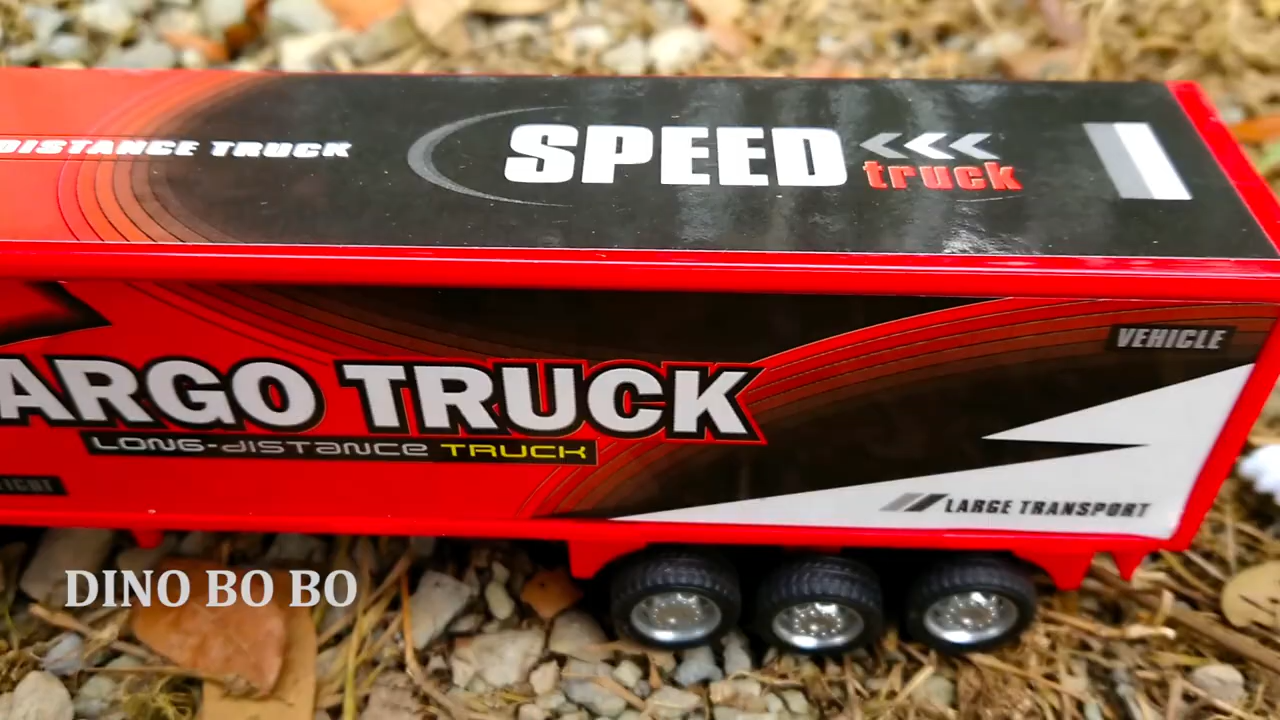 DISTANCE TRUCK
SPEED
truck
VEHICLE
ARGO TRUCK
LONG-DISTANCE TRUCK
LARGE TRANSPORT
DINO BO BO